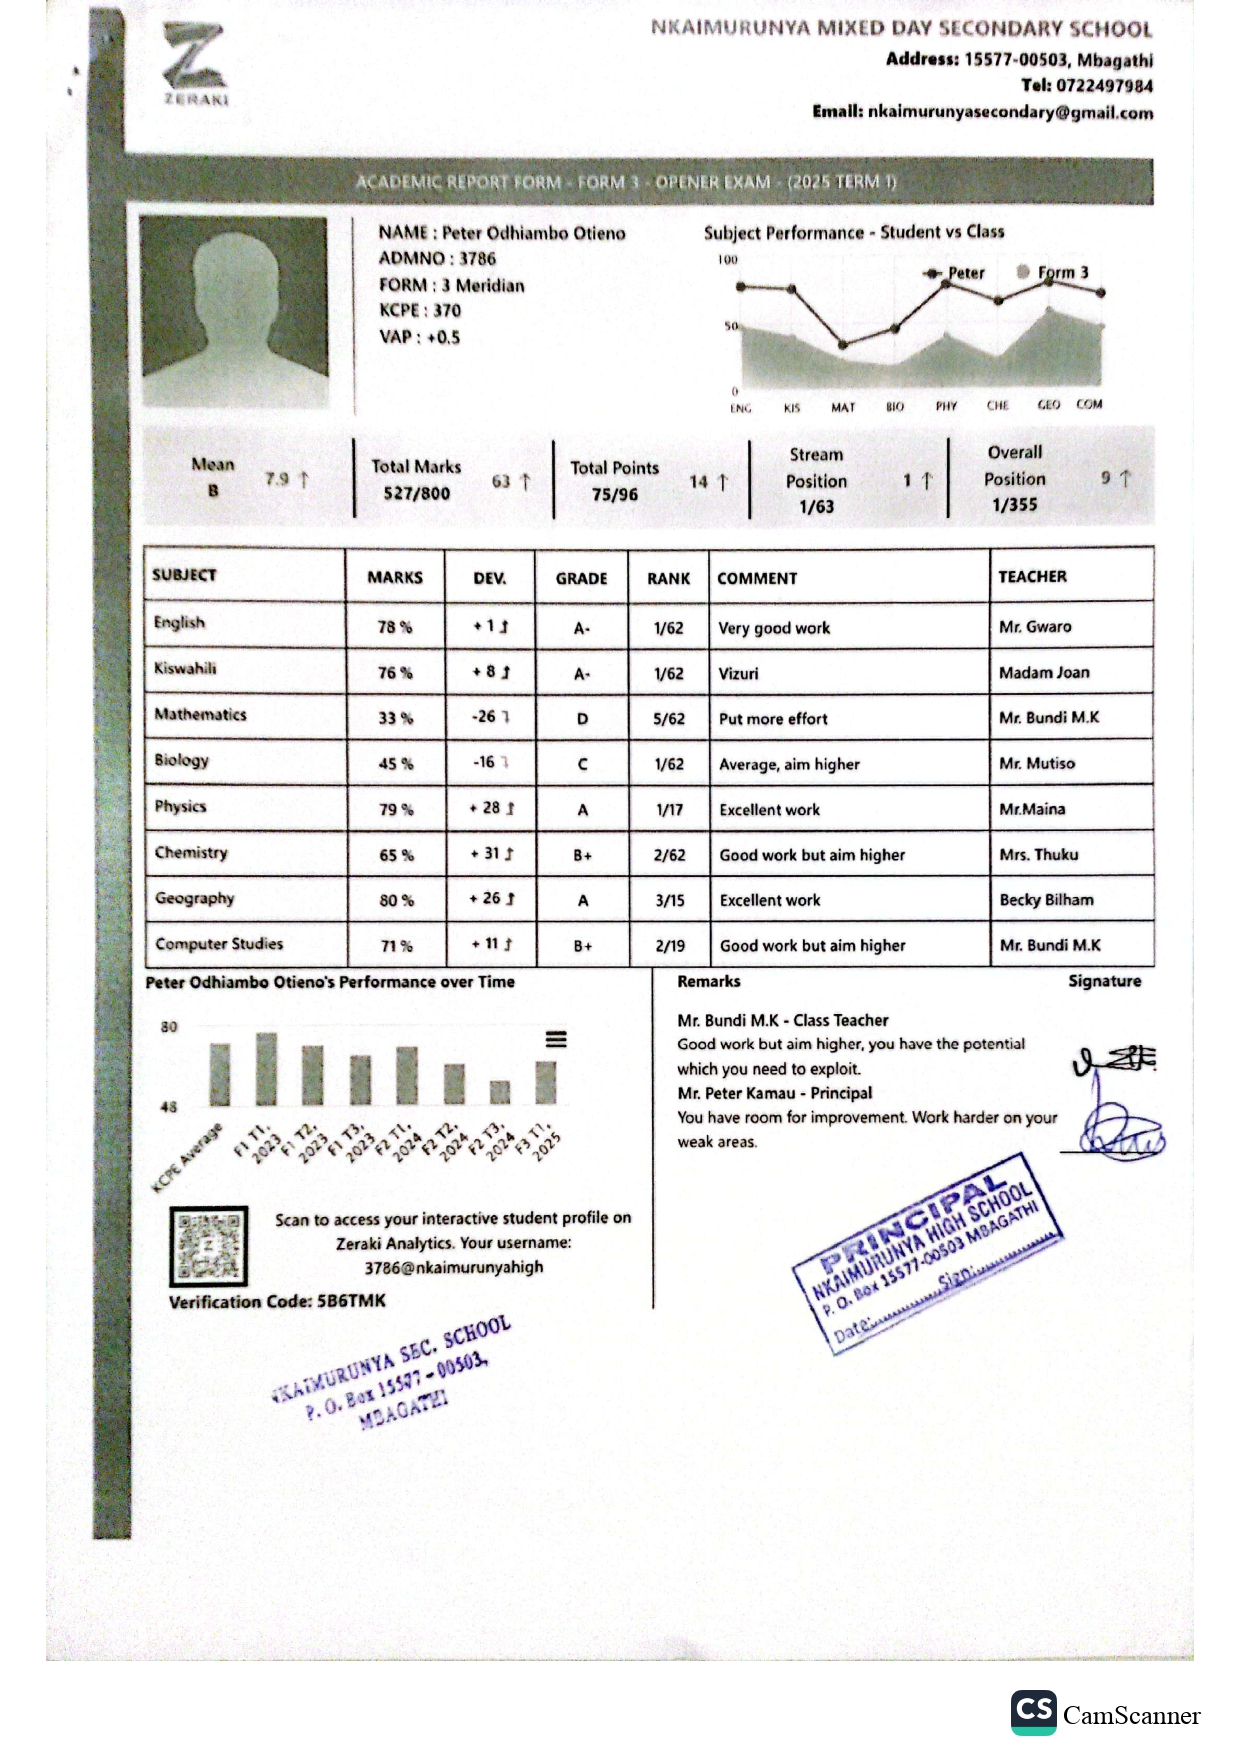 ZERAKI
NKAIMURUNYA MIXED DAY SECONDARY SCHOOL
Address: 15577-00503, Mbagathi
Tel: 0722497984
Email: nkaimurunyasecondary@gmail.com
ACADEMIC REPORT FORM - FORM 3 - OPENER EXAM - (2025 TERM 1)
NAME : Peter Odhiambo Otieno
ADMNO : 3786
FORM : 3 Meridian
KCPE : 370
VAP : +0.5
Subject Performance - Student vs Class
100
Peter Form 3
50
0
ENG KIS MAT BIO PHY CHE GEO COM
Mean
B
7.9 ↑
Total Marks
527/800
63 ↑
Total Points
75/96
14 ↑
Stream
Position
1/63
1 ↑
Overall
Position
1/355
9 ↑
SUBJECT MARKS DEV. GRADE RANK COMMENT TEACHER
English 78 % + 1 A- 1/62 Very good work Mr. Gwaro
Kiswahili 76 % + 8 A- 1/62 Vizuri Madam Joan
Mathematics 33 % -26 D 5/62 Put more effort Mr. Bundi M.K
Biology 45 % -16 C 1/62 Average, aim higher Mr. Mutiso
Physics 79 % + 28 A 1/17 Excellent work Mr.Maina
Chemistry 65 % + 31 B+ 2/62 Good work but aim higher Mrs. Thuku
Geography 80 % + 26 A 3/15 Excellent work Becky Bilham
Computer Studies 71 % + 11 B+ 2/19 Good work but aim higher Mr. Bundi M.K
Peter Odhiambo Otieno's Performance over Time
80
48
KCPE Average
F1 T1, 2023
F1 T2, 2023
F1 T3, 2023
F2 T1, 2024
F2 T2, 2024
F2 T3, 2024
F3 T1, 2025
Remarks Signature
Mr. Bundi M.K - Class Teacher
Good work but aim higher, you have the potential
which you need to exploit.
Mr. Peter Kamau - Principal
You have room for improvement. Work harder on your
weak areas.
Scan to access your interactive student profile on
Zeraki Analytics. Your username:
3786@nkaimurunyahigh
Verification Code: 5B6TMK
PRINCIPAL
NKAIMURUNYA HIGH SCHOOL
P. O. Box 15577-00503 MBAGATHI
Date:............Sign:............
NKAIMURUNYA SEC. SCHOOL
P. O. Box 15577 - 00503,
MBAGATHI
CS CamScanner